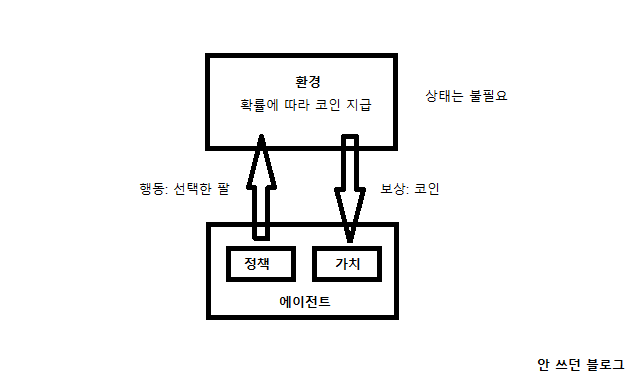 환경
확률에 따라 코인 지급
상태는 불필요
행동: 선택한 팔
보상: 코인
정책
가치
에이전트
안 쓰던 블로그